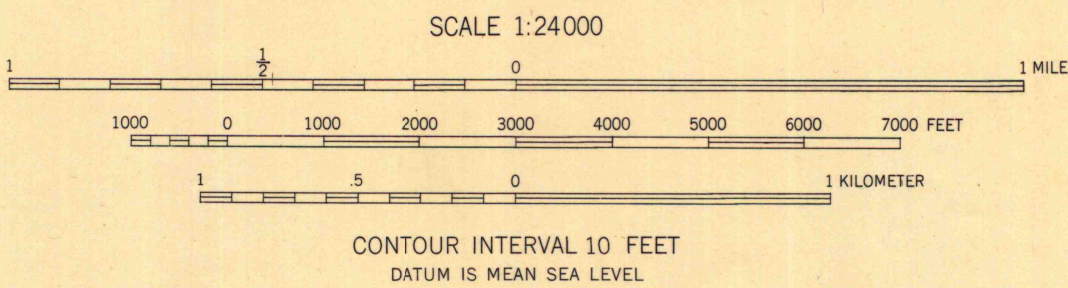 SCALE 1:24000
1 1/2 0 1 MILE
1000 0 1000 2000 3000 4000 5000 6000 7000 FEET
1 .5 0 1 KILOMETER
CONTOUR INTERVAL 10 FEET
DATUM IS MEAN SEA LEVEL